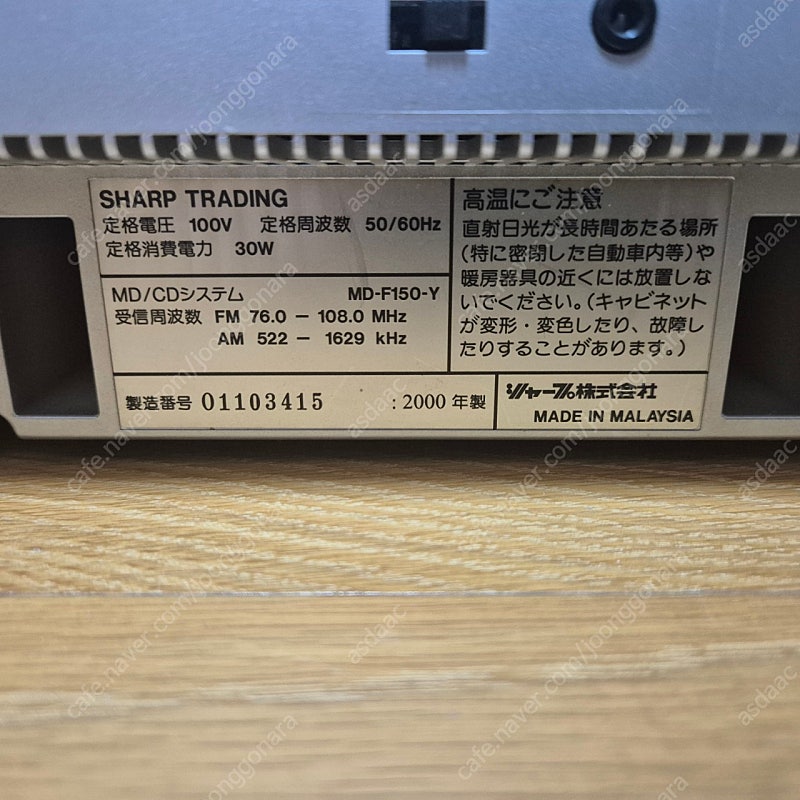 SHARP TRADING
定格電圧 100V 定格周波数 50/60Hz
定格消費電力 30W
MD/CDシステム MD-F150-Y
受信周波数 FM 76.0 − 108.0 MHz
AM 522 − 1629 kHz
高温にご注意
直射日光が長時間あたる場所
(特に密閉した自動車内等)や
暖房器具の近くには放置しな
いでください。(キャビネット
が変形・変色したり、故障し
たりすることがあります。)
製造番号 01103415 : 2000 年製
シャープ株式会社
MADE IN MALAYSIA
cafe.naver.com/joonggonara
asdaac